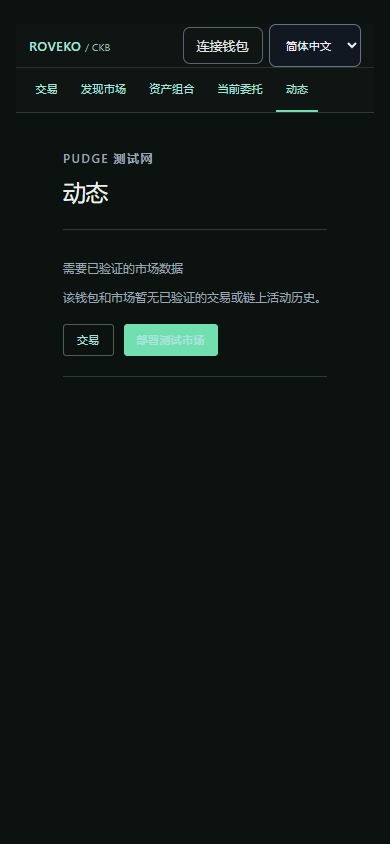 ROVEKO / CKB 连接钱包 简体中文
交易 发现市场 资产组合 当前委托 动态
PUDGE 测试网
动态
需要已验证的市场数据
该钱包和市场暂无已验证的交易或链上活动历史。
交易 部署测试市场